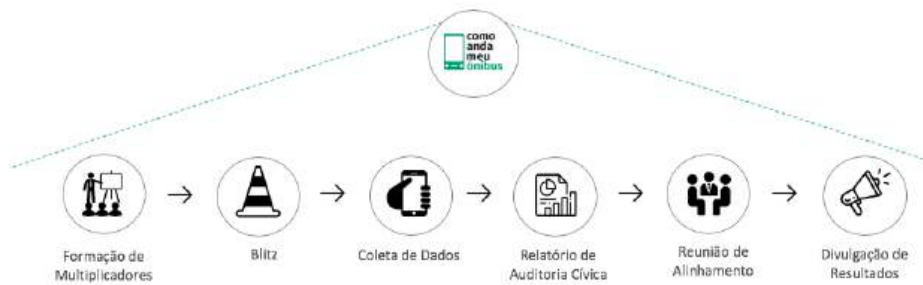 como
anda
meu
ônibus
Formação de
Multiplicadores
Blitz
Coleta de Dados
Relatório de
Auditoria Cívica
Reunião de
Alinhamento
Divulgação de
Resultados